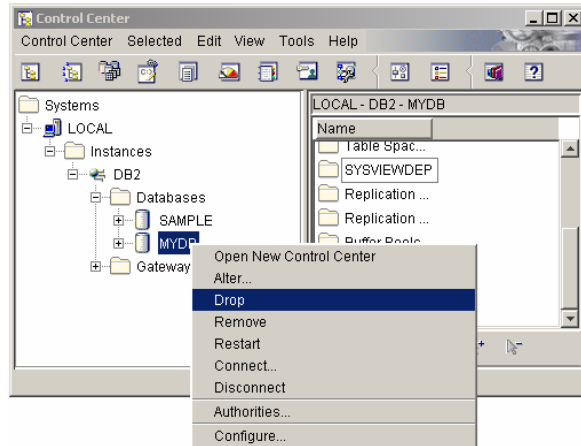 Control Center
Control Center Selected Edit View Tools Help
Systems
LOCAL
Instances
DB2
Databases
SAMPLE
MYDB
Gateway
LOCAL - DB2 - MYDB
Name
Table Spac...
SYSVIEWDEP
Replication ...
Replication ...
Buffer Pools
Open New Control Center
Alter...
Drop
Remove
Restart
Connect...
Disconnect
Authorities...
Configure...